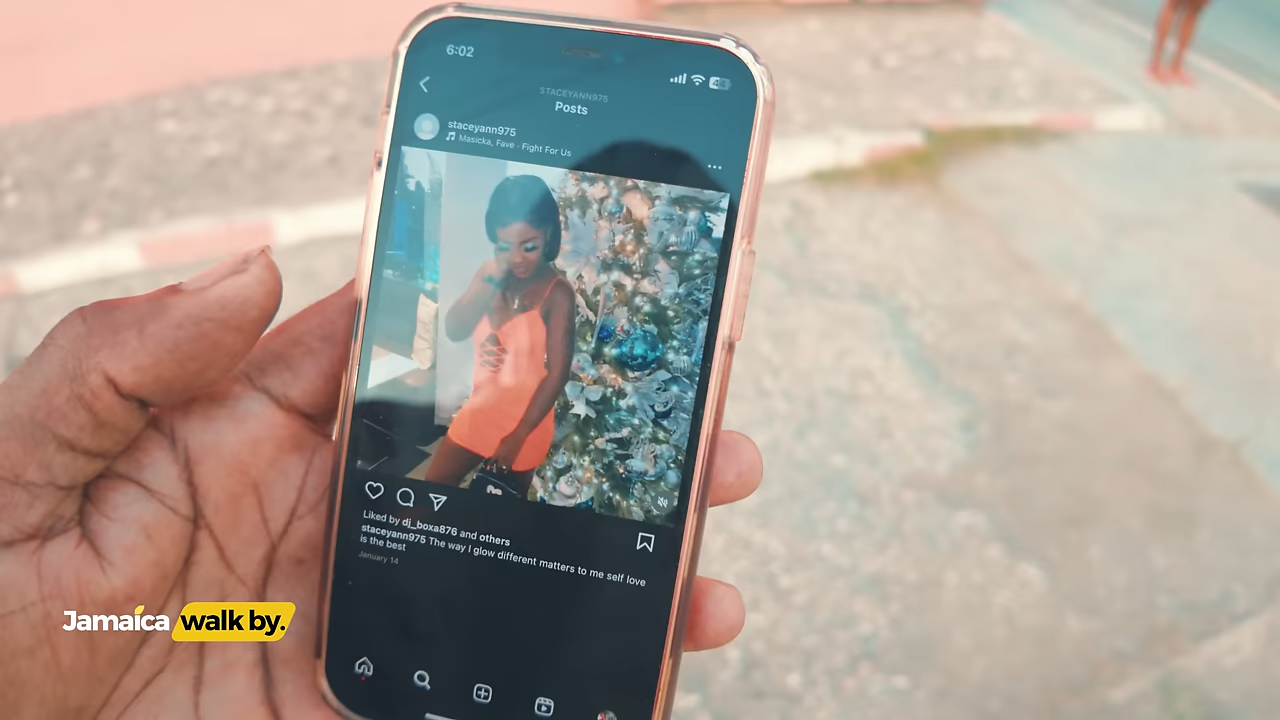 6:02
48
STACEYANN975
Posts
staceyann975
Masicka, Fave · Fight For Us
Liked by dj_boxa876 and others
staceyann975 The way I glow different matters to me self love
is the best
January 14
Jamaica walk by.